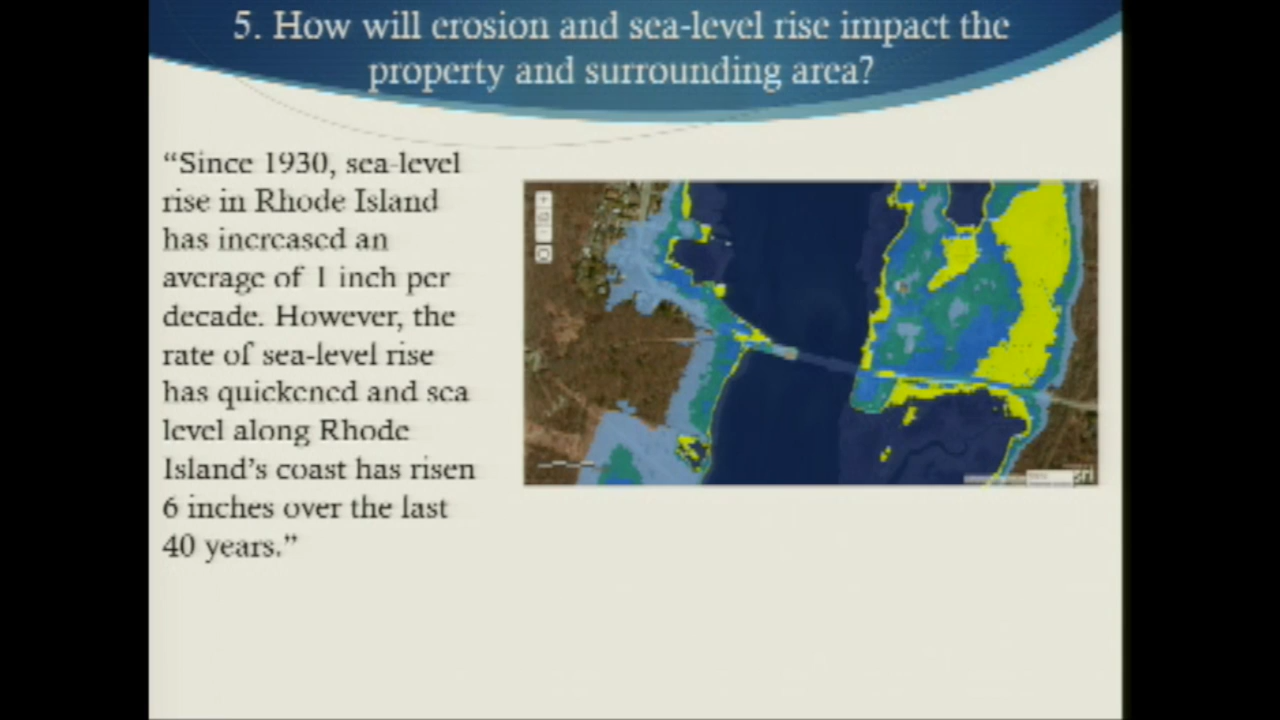 5. How will erosion and sea-level rise impact the
property and surrounding area?
“Since 1930, sea-level
rise in Rhode Island
has increased an
average of 1 inch per
decade. However, the
rate of sea-level rise
has quickened and sea
level along Rhode
Island’s coast has risen
6 inches over the last
40 years.”